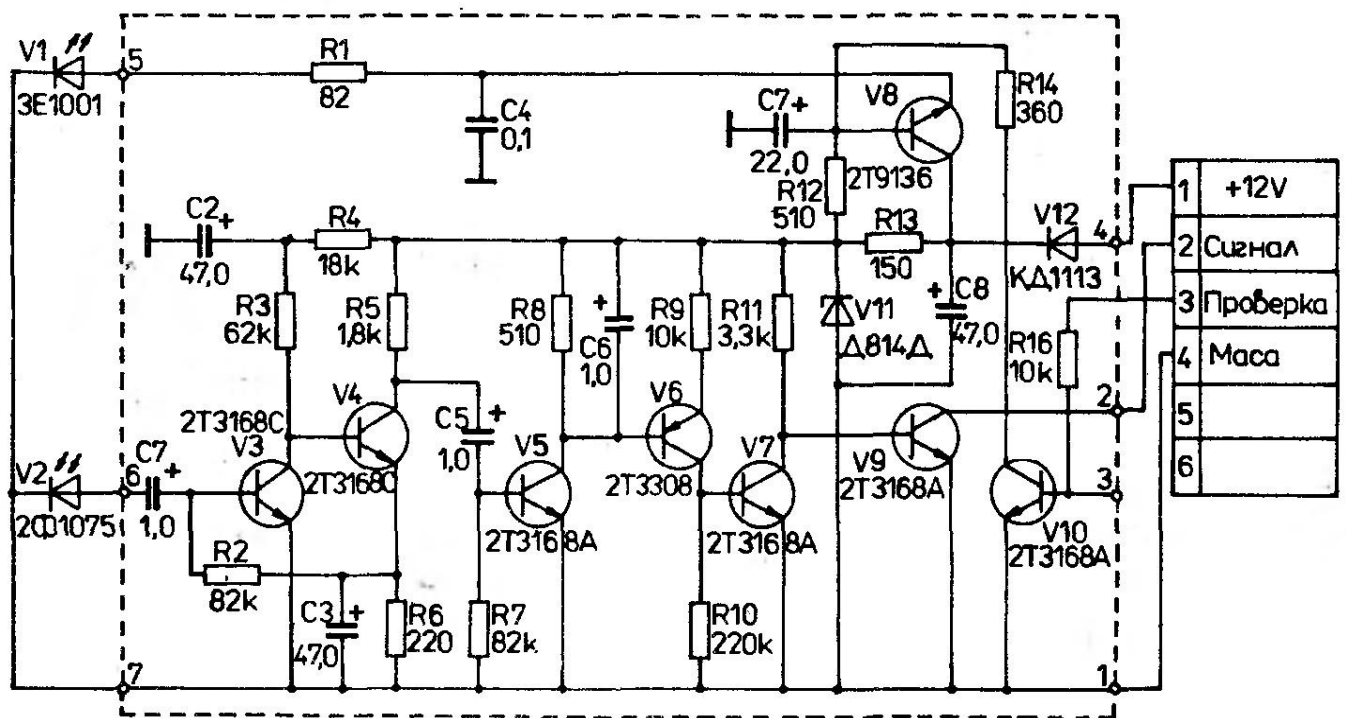 V1
5
R1
82
3E1001
C4
0,1
C7 +
22,0
V8
2T9136
R14
360
R12
510
C2 +
47,0
R4
18k
R13
150
V12
4
КД1113
R3
62k
R5
1,8k
R8
510
+
C6
1,0
R9
10k
R11
3,3k
V11
Д814Д
+ C8
47,0
R16
10k
1 +12V
2 Сигнал
3 Проверка
4 Маса
5
6
2T3168C
V3
V4
2T3168C
C5 +
1,0
V5
2T3168A
V6
2T3308
V7
2T3168A
V9
2T3168A
2
3
V10
2T3168A
V2
6
C7
+
1,0
2Ф1075
R2
82k
C3 +
47,0
R6
220
R7
82k
R10
220k
7
1